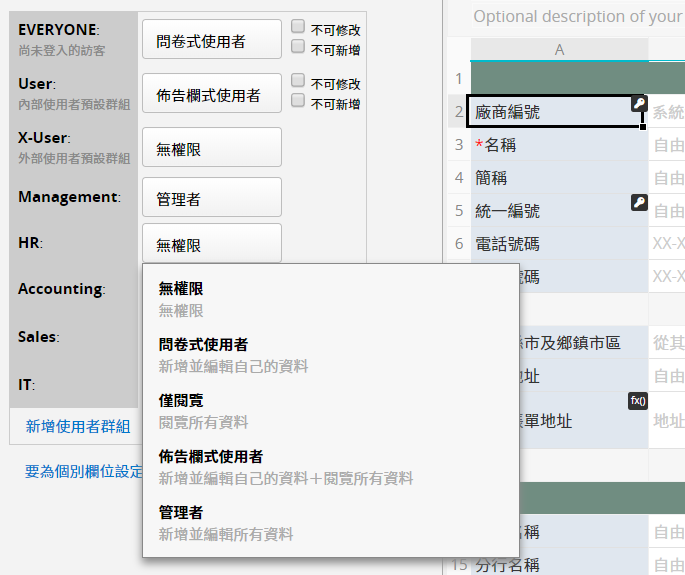 EVERYONE:
尚未登入的訪客
問卷式使用者
不可修改
不可新增
User:
內部使用者預設群組
佈告欄式使用者
不可修改
不可新增
X-User:
外部使用者預設群組
無權限
Management:
管理者
HR:
無權限
Accounting:
Sales:
IT:
新增使用者群組
要為個別欄位設定
無權限
無權限
問卷式使用者
新增並編輯自己的資料
僅閱覽
閱覽所有資料
佈告欄式使用者
新增並編輯自己的資料＋閱覽所有資料
管理者
新增並編輯所有資料
Optional description of your
A
1
2 廠商編號 系統
3 *名稱 自由
4 簡稱 自由
5 統一編號 自由
6 電話號碼 XX-X
號碼 XX-X
市及鄉鎮市區 從其
地址 自由
fx()
帳單地址 地址
名稱 自由
15 分行名稱 自由